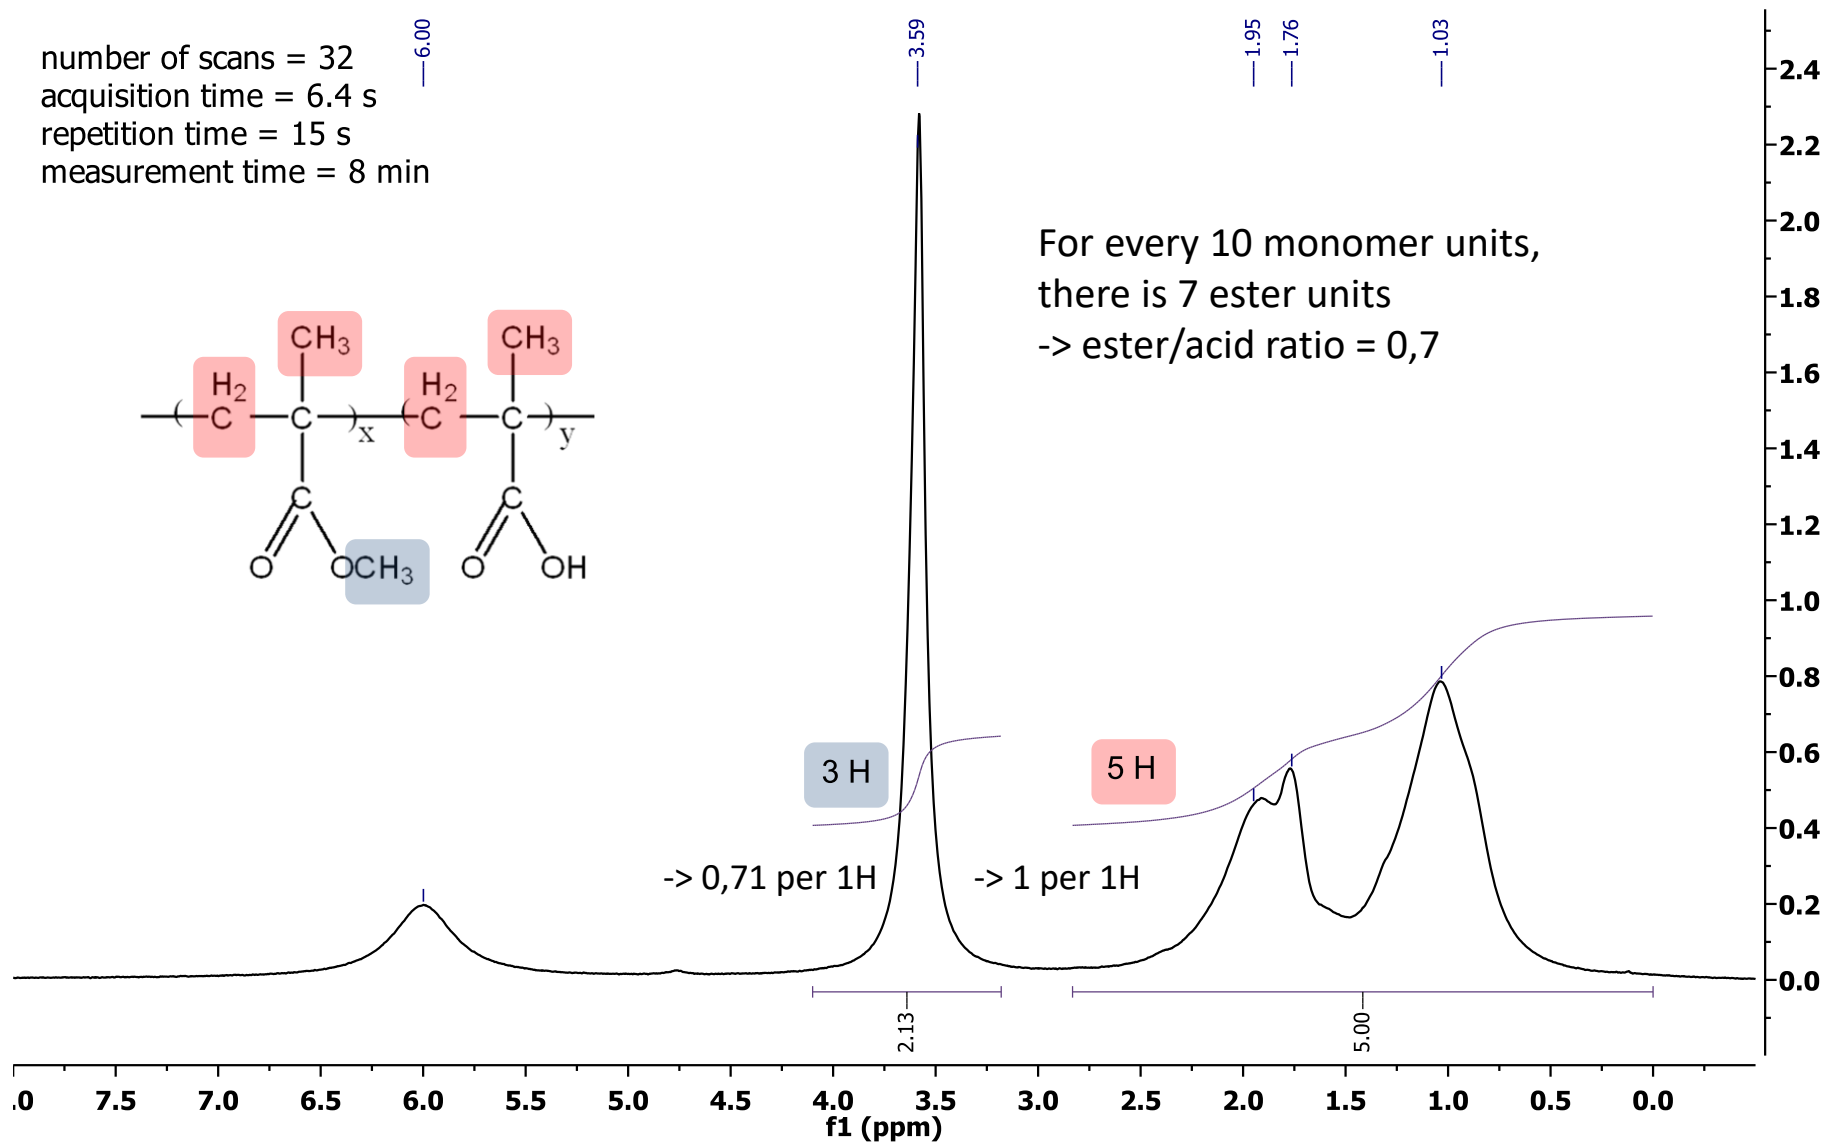 6.00
3.59
1.95
1.76
1.03
number of scans = 32
acquisition time = 6.4 s
repetition time = 15 s
measurement time = 8 min
For every 10 monomer units,
there is 7 ester units
-> ester/acid ratio = 0,7
CH3 CH3
H2 H2
( C C )x ( C C )y
C C
O OCH3 O OH
3 H
5 H
-> 0,71 per 1H
-> 1 per 1H
2.13
5.00
2.4
2.2
2.0
1.8
1.6
1.4
1.2
1.0
0.8
0.6
0.4
0.2
0.0
.0 7.5 7.0 6.5 6.0 5.5 5.0 4.5 4.0 3.5 3.0 2.5 2.0 1.5 1.0 0.5 0.0
f1 (ppm)